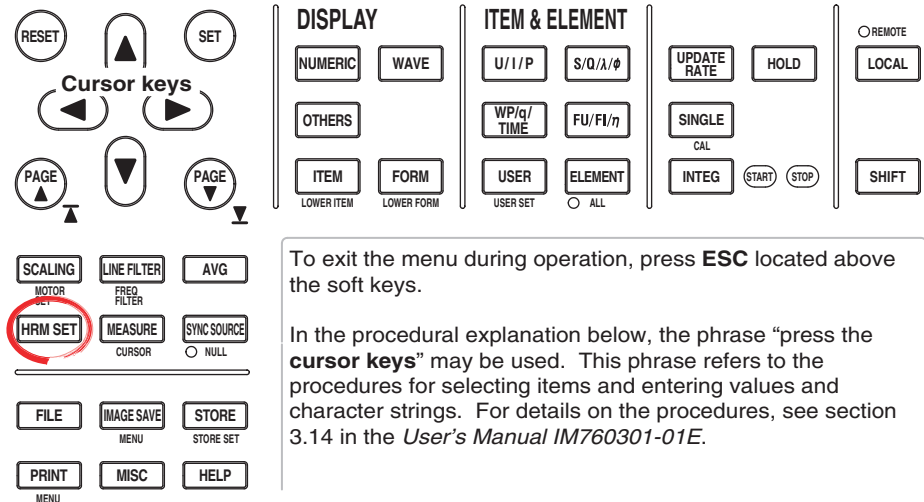 RESET
SET
Cursor keys
PAGE
PAGE
DISPLAY
NUMERIC
WAVE
OTHERS
ITEM
FORM
LOWER ITEM
LOWER FORM
ITEM & ELEMENT
U/I/P
S/Q/λ/ϕ
WP/q/
TIME
FU/FI/η
USER
ELEMENT
USER SET
ALL
UPDATE
RATE
HOLD
SINGLE
CAL
INTEG
START
STOP
REMOTE
LOCAL
SHIFT
SCALING
LINE FILTER
AVG
MOTOR
SET
FREQ
FILTER
HRM SET
MEASURE
SYNC SOURCE
CURSOR
NULL
FILE
IMAGE SAVE
STORE
MENU
STORE SET
PRINT
MISC
HELP
MENU
To exit the menu during operation, press ESC located above
the soft keys.
In the procedural explanation below, the phrase “press the
cursor keys” may be used. This phrase refers to the
procedures for selecting items and entering values and
character strings. For details on the procedures, see section
3.14 in the User's Manual IM760301-01E.